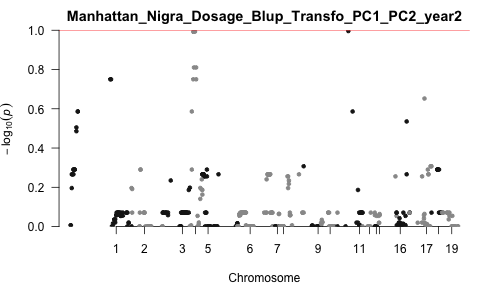 Manhattan_Nigra_Dosage_Blup_Transfo_PC1_PC2_year2
− log10(p)
1.0
0.8
0.6
0.4
0.2
0.0
1 2 3 5 6 7 9 11 16 17 19
Chromosome